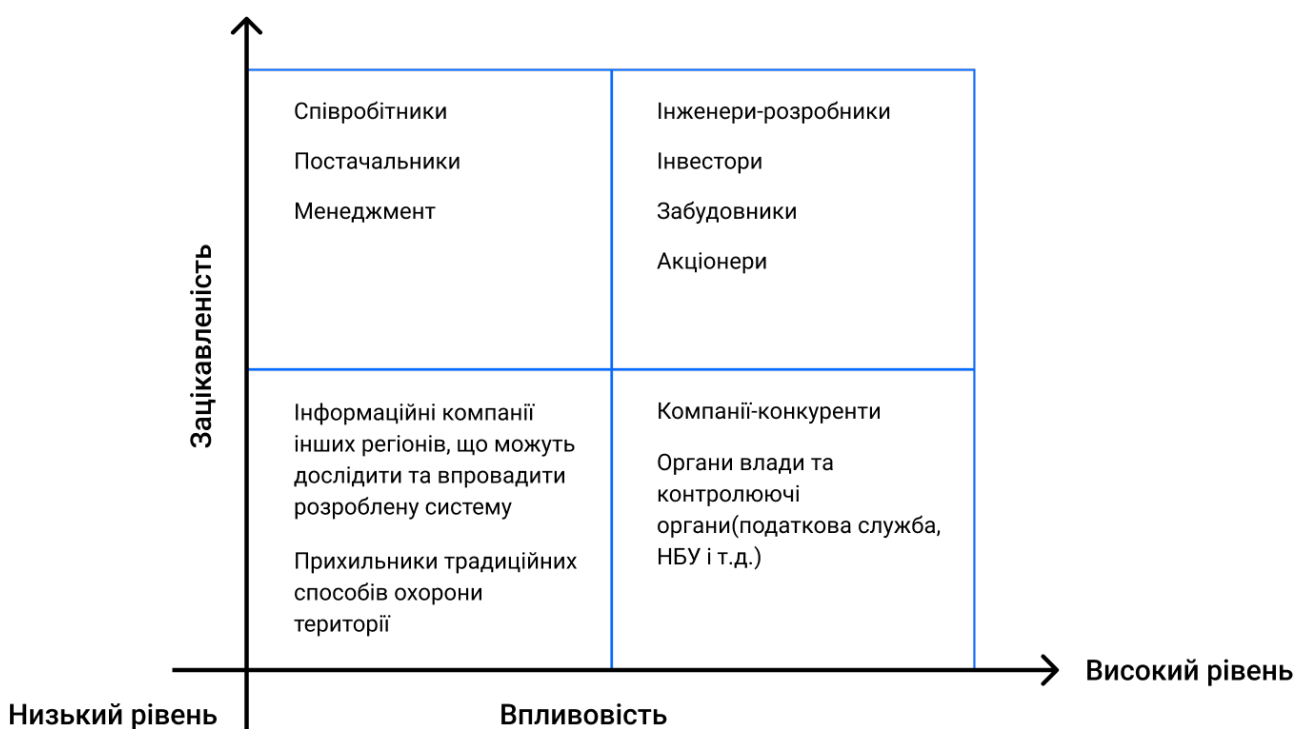 Зацікавленість
Співробітники
Постачальники
Менеджмент
Інженери-розробники
Інвестори
Забудовники
Акціонери
Інформаційні компанії
інших регіонів, що можуть
дослідити та впровадити
розроблену систему
Прихильники традиційних
способів охорони
території
Компанії-конкуренти
Органи влади та
контролюючі
органи(податкова служба,
НБУ і т.д.)
Високий рівень
Низький рівень
Впливовість